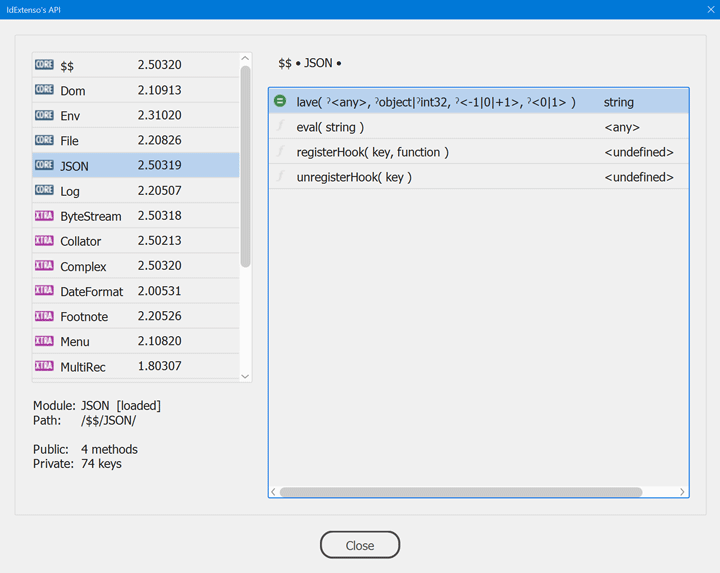 IdExtenso's API
CORE $$ 2.50320
CORE Dom 2.10913
CORE Env 2.31020
CORE File 2.20826
CORE JSON 2.50319
CORE Log 2.20507
XTRA ByteStream 2.50318
XTRA Collator 2.50213
XTRA Complex 2.50320
XTRA DateFormat 2.00531
XTRA Footnote 2.20526
XTRA Menu 2.10820
XTRA MultiRec 1.80307
Module: JSON [loaded]
Path: /$$/JSON/
Public: 4 methods
Private: 74 keys
$$ • JSON •
= lave( ˀ<any>, ˀobject|ˀint32, ˀ<-1|0|+1>, ˀ<0|1> ) string
f eval( string ) <any>
f registerHook( key, function ) <undefined>
f unregisterHook( key ) <undefined>
Close